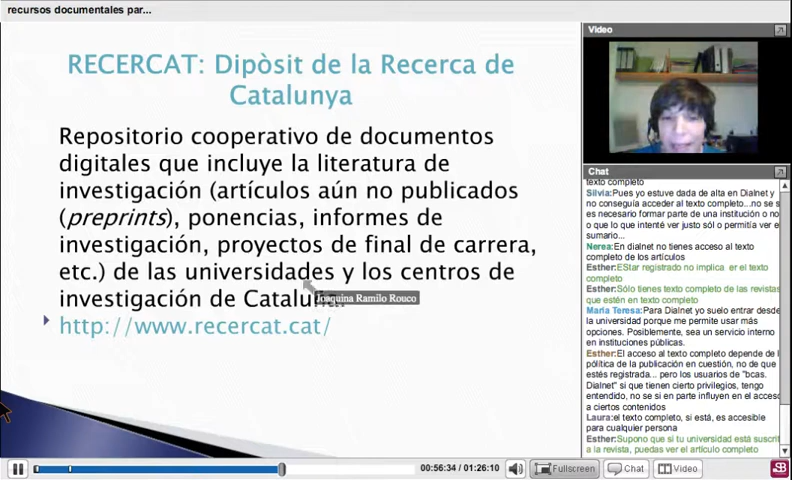 recursos documentales par...
RECERCAT: Dipòsit de la Recerca de
Catalunya
Repositorio cooperativo de documentos
digitales que incluye la literatura de
investigación (artículos aún no publicados
(preprints), ponencias, informes de
investigación, proyectos de final de carrera,
etc.) de las universidades y los centros de
investigación de
Joaquina Ramilo Rouco
http://www.recercat.cat/
Video
Chat
texto completo
Silvia:Pues yo estuve dada de alta en Dialnet y
no conseguía acceder al texto completo...no se s
es necesario formar parte de una institución o no
o que lo que intenté ver justo sól o permitía ver e
sumario...
Nerea:En dialnet no tienes acceso al texto
completo de los artículos
Esther:EStar registrado no implica er el texto
completo
Esther:Sólo tienes texto completo de las revistas
que estén en texto completo
Maria Teresa:Para Dialnet yo suelo entrar desde
la universidad porque me permite usar más
opciones. Posiblemente, sea un servicio interno
en instituciones públicas.
Esther:El acceso al texto completo depende de l
política de la publicación en cuestión, no de que
estés registrada... pero los usuarios de "bcas.
Dialnet" si que tienen cierto privilegios, tengo
entendido, no se si en parte influyen en el acceso
a ciertos contenidos
Laura:el texto completo, si está, es accesible
para cualquier persona
Esther:Supono que si tu universidad está suscrit
a la revista, puedas ver el artículo completo
00:56:34 / 01:26:10
Fullscreen
Chat
Video
SB